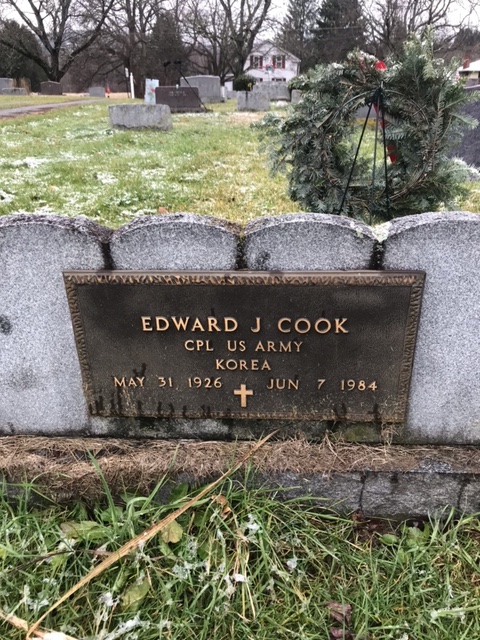 EDWARD J COOK
CPL US ARMY
KOREA
MAY 31 1926 JUN 7 1984